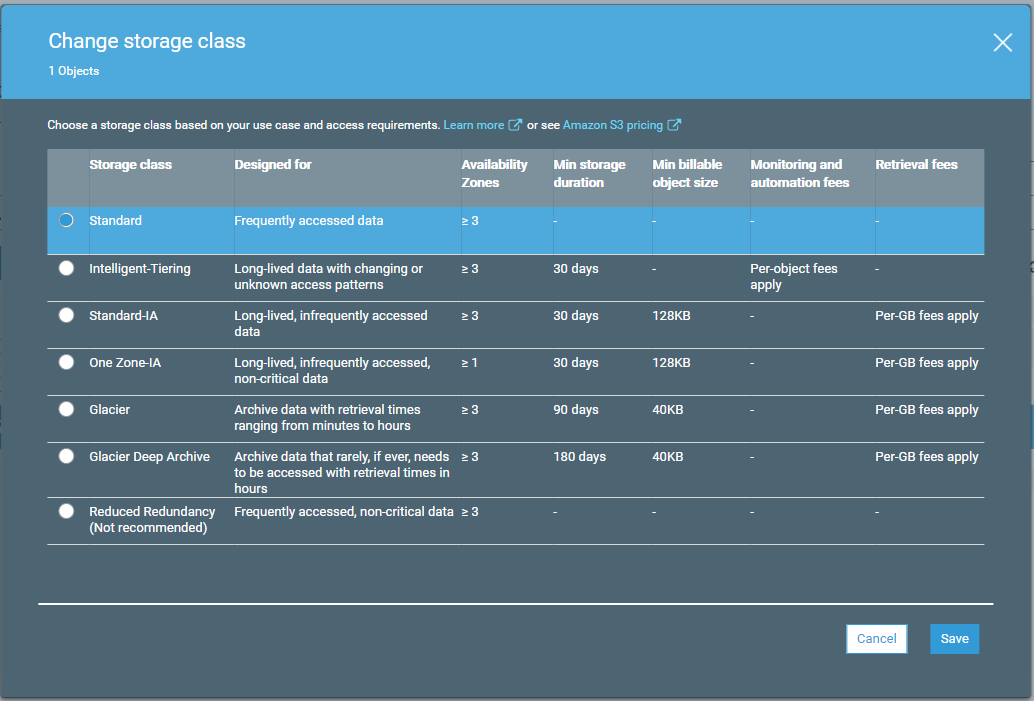 Change storage class
1 Objects
Choose a storage class based on your use case and access requirements. Learn more or see Amazon S3 pricing
Storage class Designed for Availability Zones Min storage duration Min billable object size Monitoring and automation fees Retrieval fees
Standard Frequently accessed data ≥ 3 - - - -
Intelligent-Tiering Long-lived data with changing or unknown access patterns ≥ 3 30 days - Per-object fees apply -
Standard-IA Long-lived, infrequently accessed data ≥ 3 30 days 128KB - Per-GB fees apply
One Zone-IA Long-lived, infrequently accessed, non-critical data ≥ 1 30 days 128KB - Per-GB fees apply
Glacier Archive data with retrieval times ranging from minutes to hours ≥ 3 90 days 40KB - Per-GB fees apply
Glacier Deep Archive Archive data that rarely, if ever, needs to be accessed with retrieval times in hours ≥ 3 180 days 40KB - Per-GB fees apply
Reduced Redundancy (Not recommended) Frequently accessed, non-critical data ≥ 3 - - - -
Cancel Save